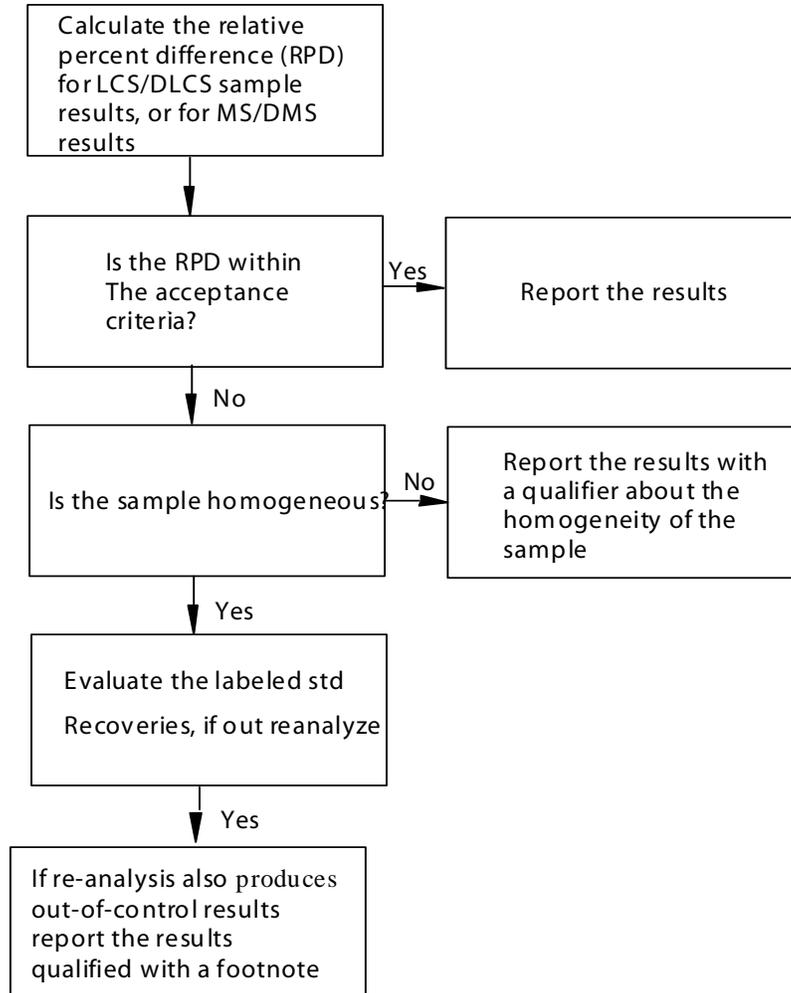 Calculate the relative
percent difference (RPD)
for LCS/DLCS sample
results, or for MS/DMS
results
Is the RPD within
The acceptance
criteria?
Yes
Report the results
No
Is the sample homogeneous?
No
Report the results with
a qualifier about the
homogeneity of the
sample
Yes
Evaluate the labeled std
Recoveries, if out reanalyze
Yes
If re-analysis also produces
out-of-control results
report the results
qualified with a footnote